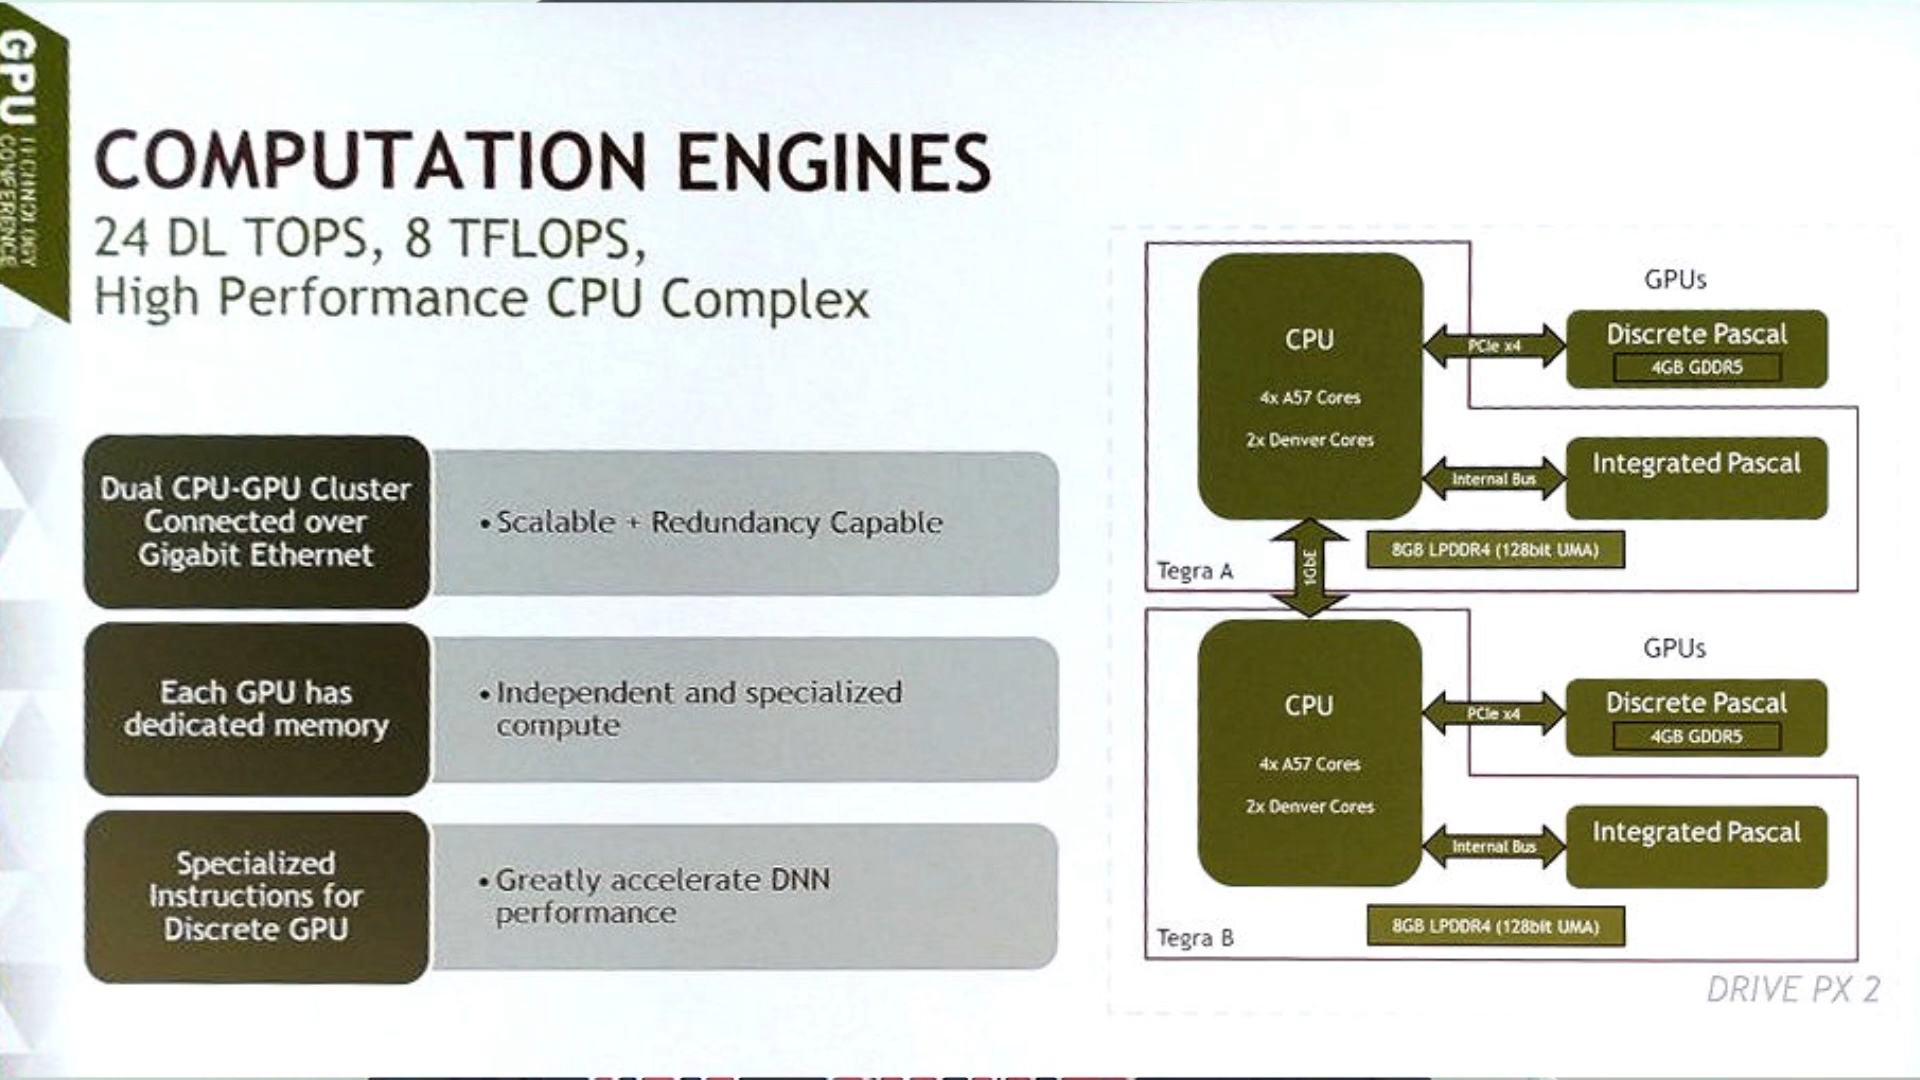 GPU TECHNOLOGY
CONFERENCE
COMPUTATION ENGINES
24 DL TOPS, 8 TFLOPS,
High Performance CPU Complex
Dual CPU-GPU Cluster
Connected over
Gigabit Ethernet
• Scalable + Redundancy Capable
Each GPU has
dedicated memory
• Independent and specialized
compute
Specialized
Instructions for
Discrete GPU
• Greatly accelerate DNN
performance
GPUs
CPU
4x A57 Cores
2x Denver Cores
PCIe x4
Discrete Pascal
4GB GDDR5
Internal Bus
Integrated Pascal
8GB LPDDR4 (128bit UMA)
Tegra A
1GbE
GPUs
CPU
4x A57 Cores
2x Denver Cores
PCIe x4
Discrete Pascal
4GB GDDR5
Internal Bus
Integrated Pascal
8GB LPDDR4 (128bit UMA)
Tegra B
DRIVE PX 2